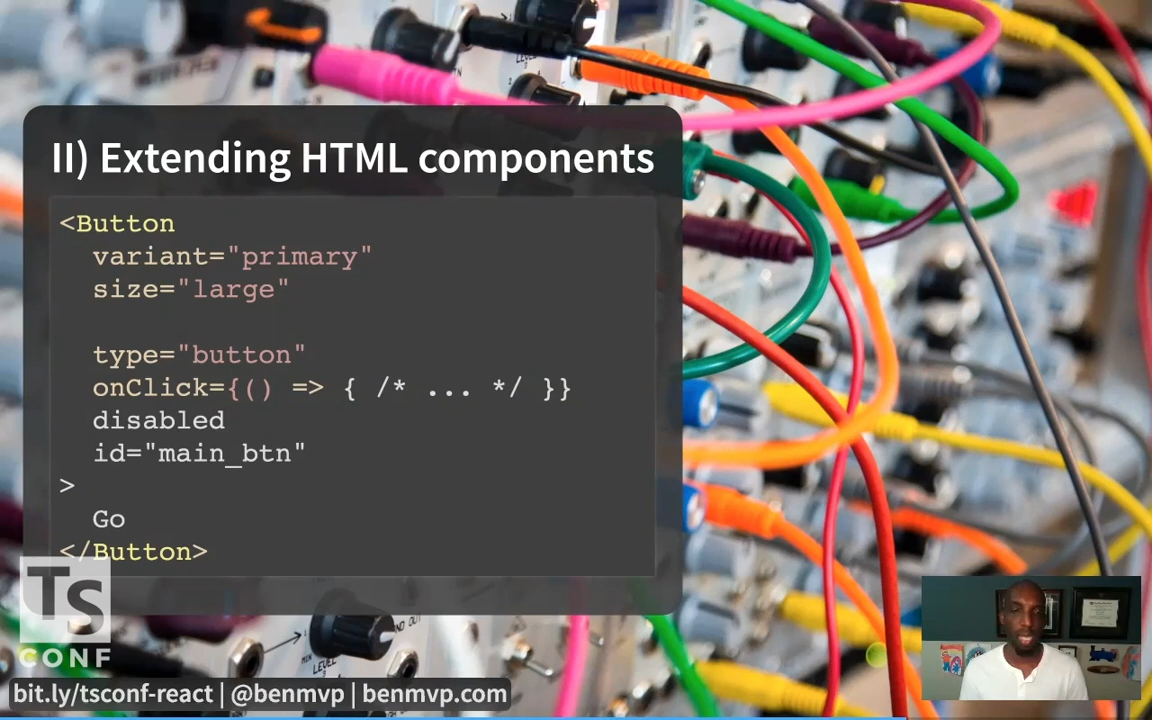 II) Extending HTML components
<Button
variant="primary"
size="large"
type="button"
onClick={() => { /* ... */ }}
disabled
id="main_btn"
>
Go
</Button>
TS
CONF
bit.ly/tsconf-react | @benmvp | benmvp.com
LEVEL